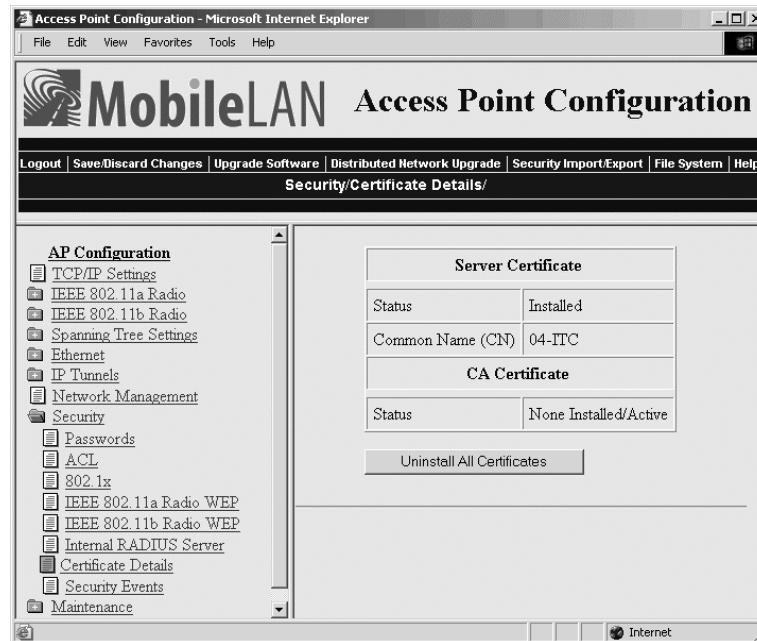 Access Point Configuration - Microsoft Internet Explorer
File Edit View Favorites Tools Help
MobileLAN Access Point Configuration
Logout | Save/Discard Changes | Upgrade Software | Distributed Network Upgrade | Security Import/Export | File System | Help
Security/Certificate Details/
AP Configuration
TCP/IP Settings
IEEE 802.11a Radio
IEEE 802.11b Radio
Spanning Tree Settings
Ethernet
IP Tunnels
Network Management
Security
Passwords
ACL
802.1x
IEEE 802.11a Radio WEP
IEEE 802.11b Radio WEP
Internal RADIUS Server
Certificate Details
Security Events
Maintenance
Server Certificate
Status Installed
Common Name (CN) 04-ITC
CA Certificate
Status None Installed/Active
Uninstall All Certificates
Internet